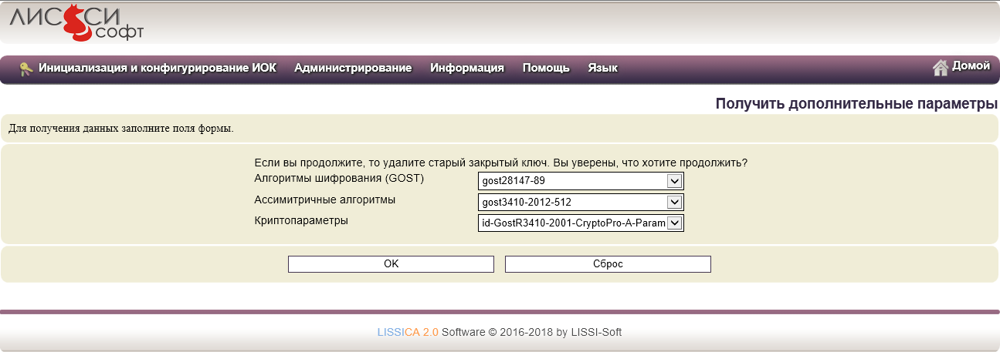 ЛИССИ
софт
Инициализация и конфигурирование ИОК Администрирование Информация Помощь Язык Домой
Получить дополнительные параметры
Для получения данных заполните поля формы.
Если вы продолжите, то удалите старый закрытый ключ. Вы уверены, что хотите продолжить?
Алгоритмы шифрования (GOST) gost28147-89
Ассимитричные алгоритмы gost3410-2012-512
Криптопараметры id-GostR3410-2001-CryptoPro-A-Param
OK Сброс
LISSICA 2.0 Software © 2016-2018 by LISSI-Soft